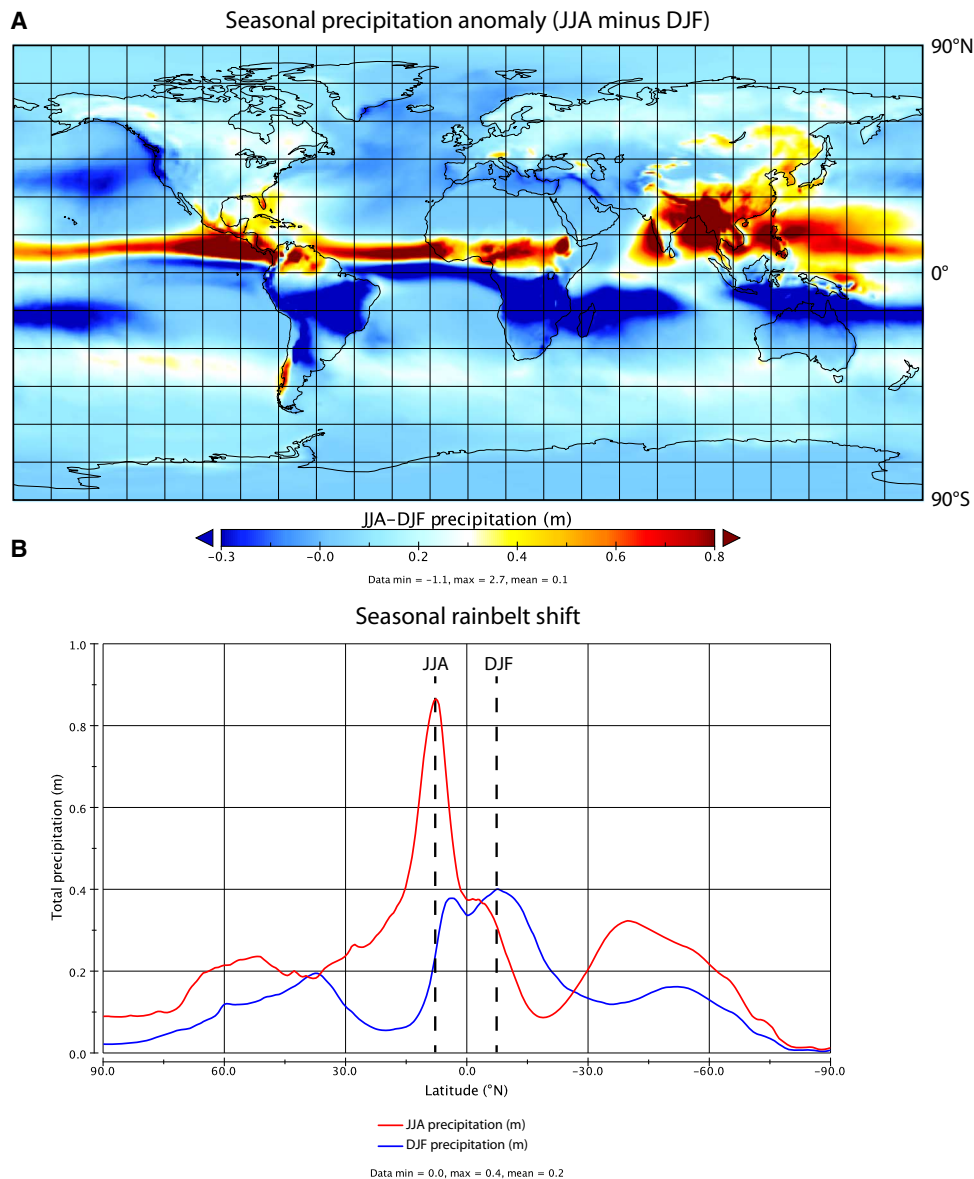 A
Seasonal precipitation anomaly (JJA minus DJF)
90°N
0°
90°S
JJA-DJF precipitation (m)
−0.3 −0.0 0.2 0.4 0.6 0.8
Data min = −1.1, max = 2.7, mean = 0.1
B
Seasonal rainbelt shift
JJA DJF
1.0
0.8
0.6
0.4
0.2
0.0
Total precipitation (m)
90.0 60.0 30.0 0.0 −30.0 −60.0 −90.0
Latitude (°N)
JJA precipitation (m)
DJF precipitation (m)
Data min = 0.0, max = 0.4, mean = 0.2